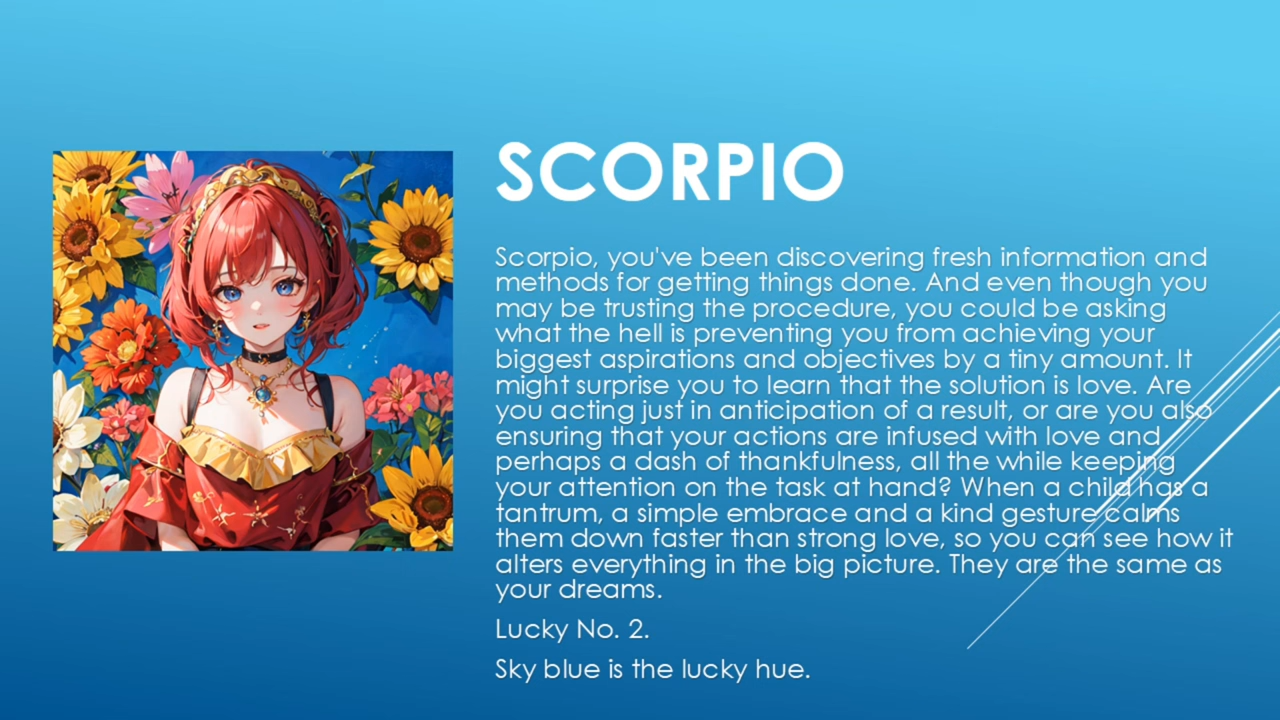 SCORPIO
Scorpio, you've been discovering fresh information and
methods for getting things done. And even though you
may be trusting the procedure, you could be asking
what the hell is preventing you from achieving your
biggest aspirations and objectives by a tiny amount. It
might surprise you to learn that the solution is love. Are
you acting just in anticipation of a result, or are you also
ensuring that your actions are infused with love and
perhaps a dash of thankfulness, all the while keeping
your attention on the task at hand? When a child has a
tantrum, a simple embrace and a kind gesture calms
them down faster than strong love, so you can see how it
alters everything in the big picture. They are the same as
your dreams.
Lucky No. 2.
Sky blue is the lucky hue.